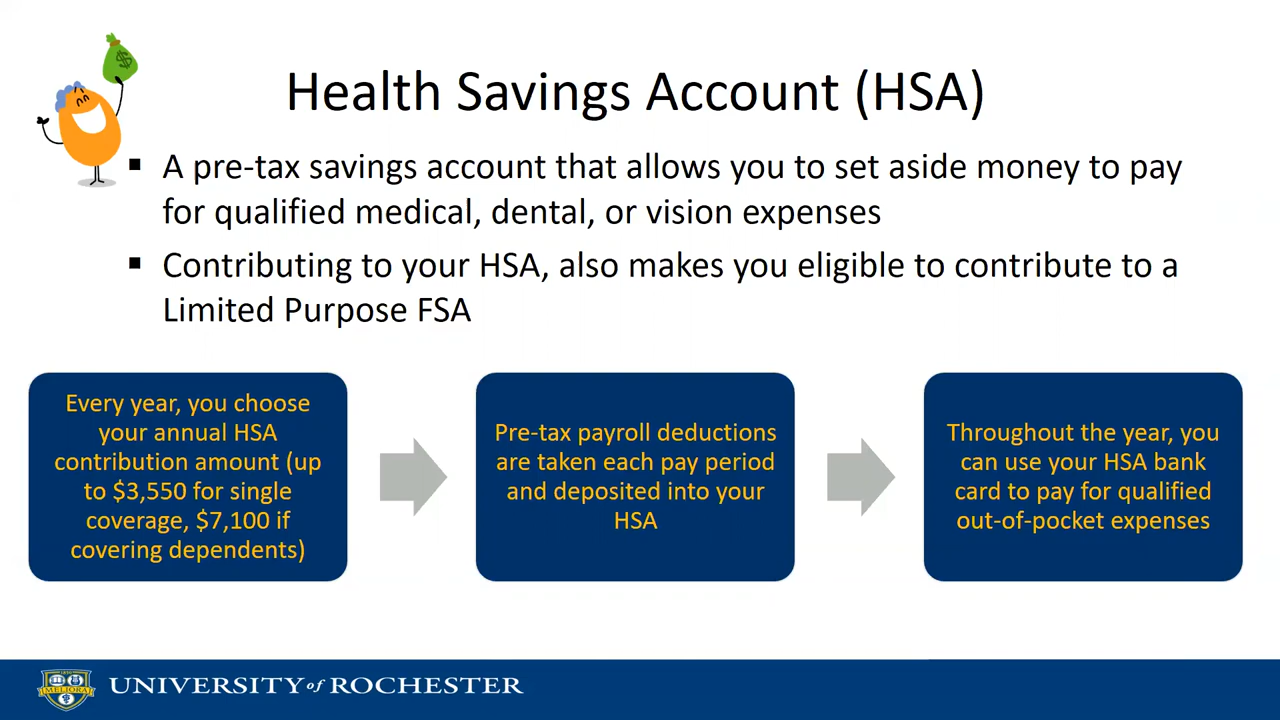 Health Savings Account (HSA)
▪ A pre-tax savings account that allows you to set aside money to pay
for qualified medical, dental, or vision expenses
▪ Contributing to your HSA, also makes you eligible to contribute to a
Limited Purpose FSA
Every year, you choose
your annual HSA
contribution amount (up
to $3,550 for single
coverage, $7,100 if
covering dependents)
Pre-tax payroll deductions
are taken each pay period
and deposited into your
HSA
Throughout the year, you
can use your HSA bank
card to pay for qualified
out-of-pocket expenses
MELIORA
UNIVERSITY of ROCHESTER
$